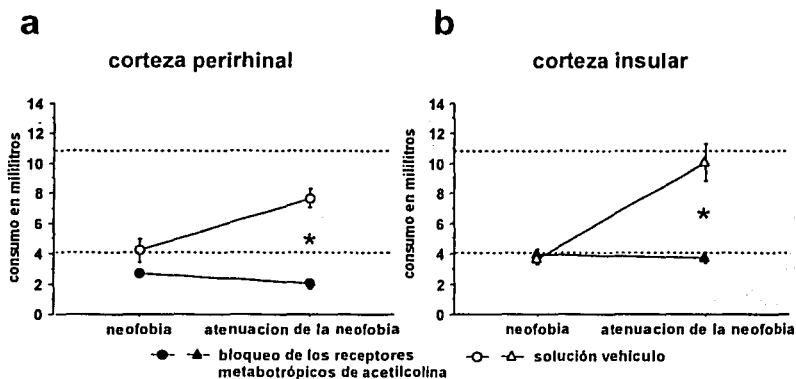 a
corteza perirhinal
consumo en mililitros
14
12
10
8
6
4
2
0
neofobia
atenuacion de la neofobia
b
corteza insular
consumo en mililitros
14
12
10
8
6
4
2
0
neofobia
atenuación de la neofobia
bloqueo de los receptores
metabotrópicos de acetilcolina
solución vehículo